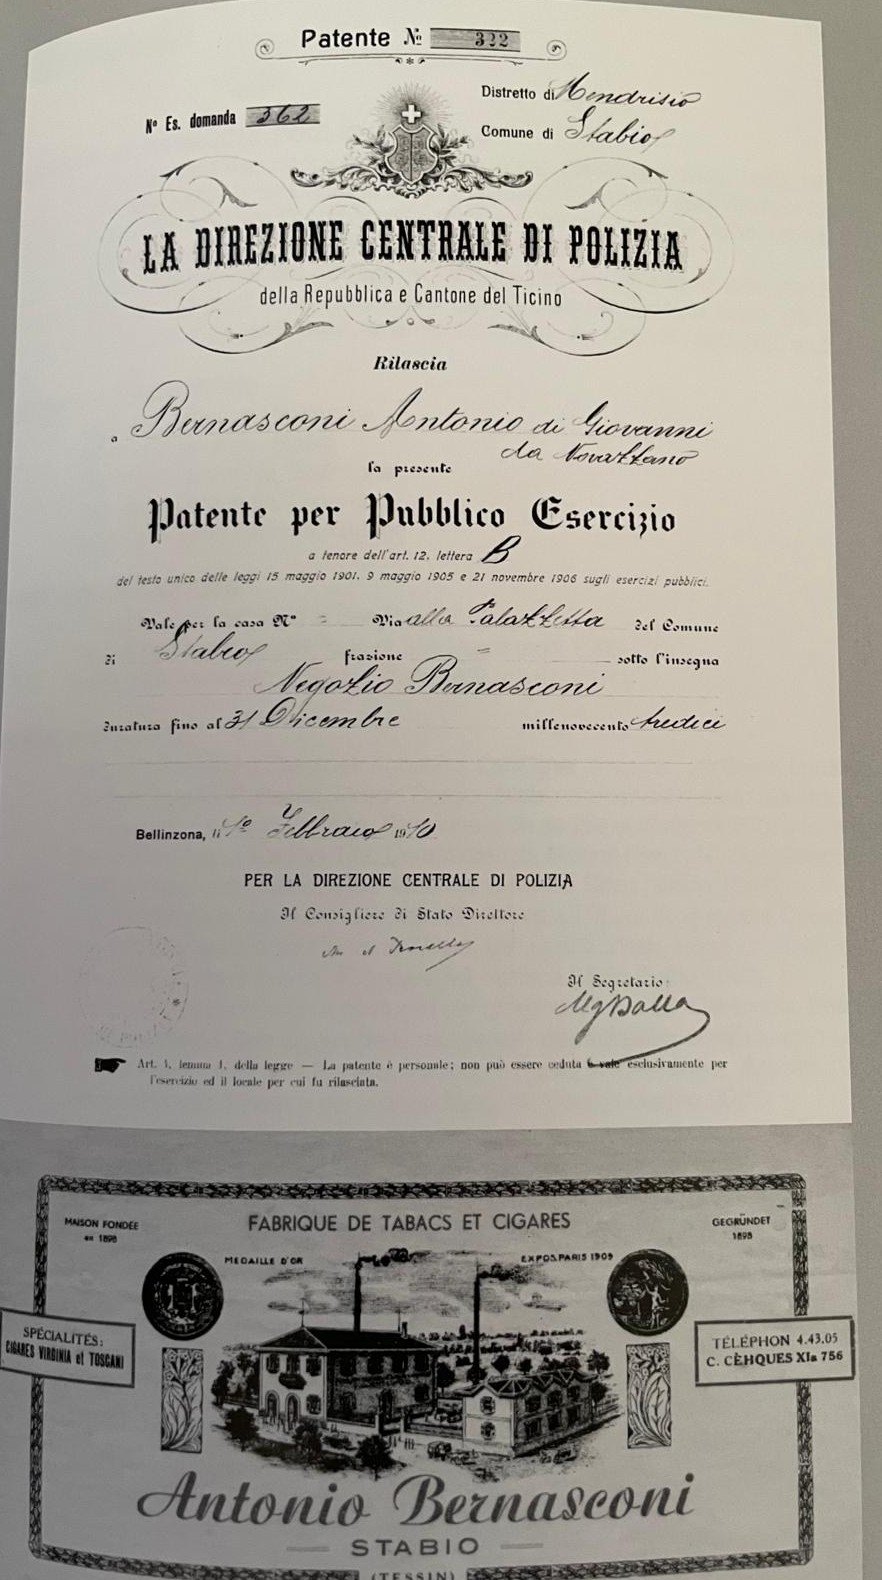 Patente № 322
Nº Es. domanda 362
Distretto di Mendrisio
Comune di Stabio
LA DIREZIONE CENTRALE DI POLIZIA
della Repubblica e Cantone del Ticino
Rilascia
a Bernasconi Antonio di Giovanni
da Novazzano
la presente
Patente per Pubblico Esercizio
a tenore dell'art. 12. lettera B
del testo unico delle leggi 15 maggio 1901. 9 maggio 1905 e 21 novembre 1906 sugli esercizi pubblici.
Vale per la casa Nº = Via alla Palazzetta del Comune
di Stabio frazione = sotto l'insegna
Negozio Bernasconi
duratura fino al 31 Dicembre millenovecento tredici
Bellinzona, li 1º Febbraio 1910
PER LA DIREZIONE CENTRALE DI POLIZIA
Il Consigliere di Stato Direttore
Il Segretario:
Art. 4, lemma 1, della legge — La patente è personale; non può essere ceduta e vale esclusivamente per
l'esercizio ed il locale per cui fu rilasciata.
MAISON FONDÉE
en 1898
FABRIQUE DE TABACS ET CIGARES
GEGRÜNDET
1898
MEDAILLE D'OR
EXPOS. PARIS 1909
SPÉCIALITÉS:
CIGARES VIRGINIA et TOSCANI
TÉLÉPHON 4.43.05
C. CÈHQUES XIa 756
Antonio Bernasconi
STABIO
(TESSIN)